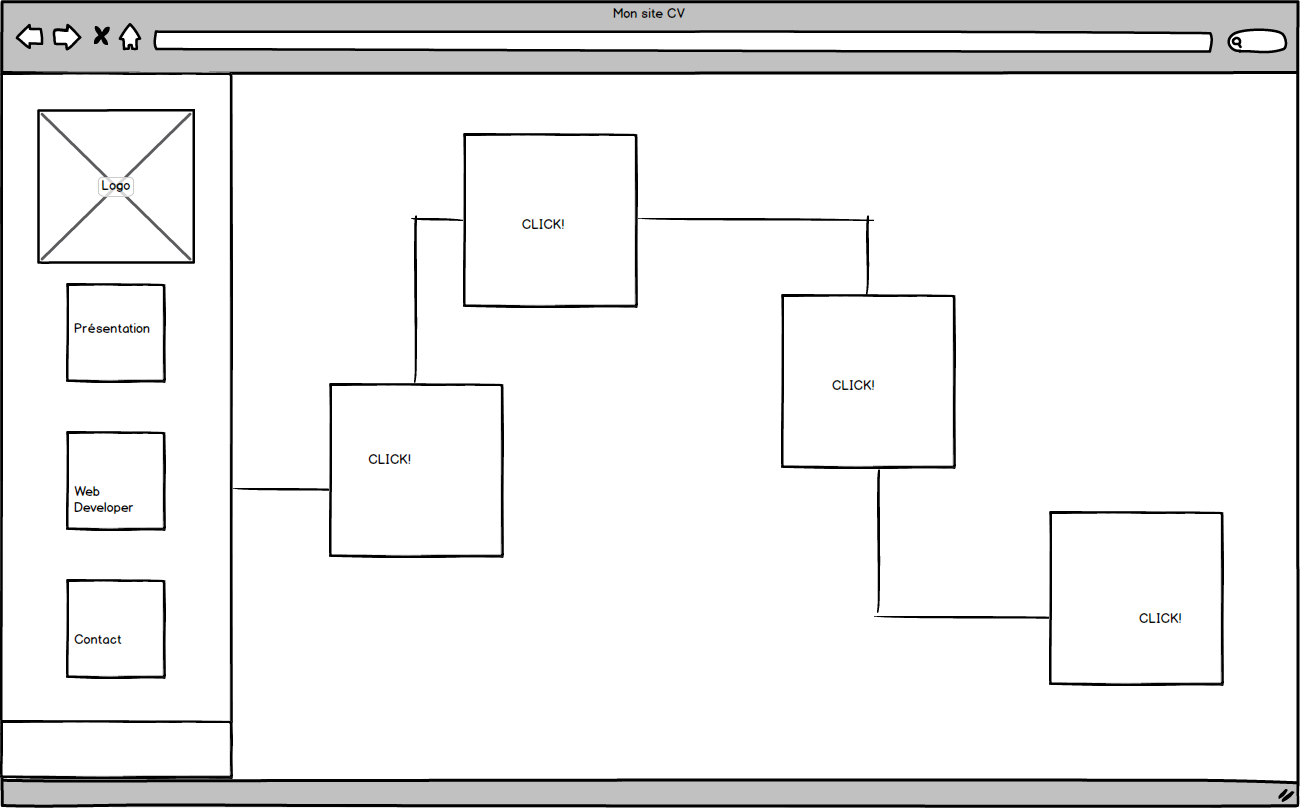 Mon site CV
Logo
Présentation
Web
Developer
Contact
CLICK!
CLICK!
CLICK!
CLICK!